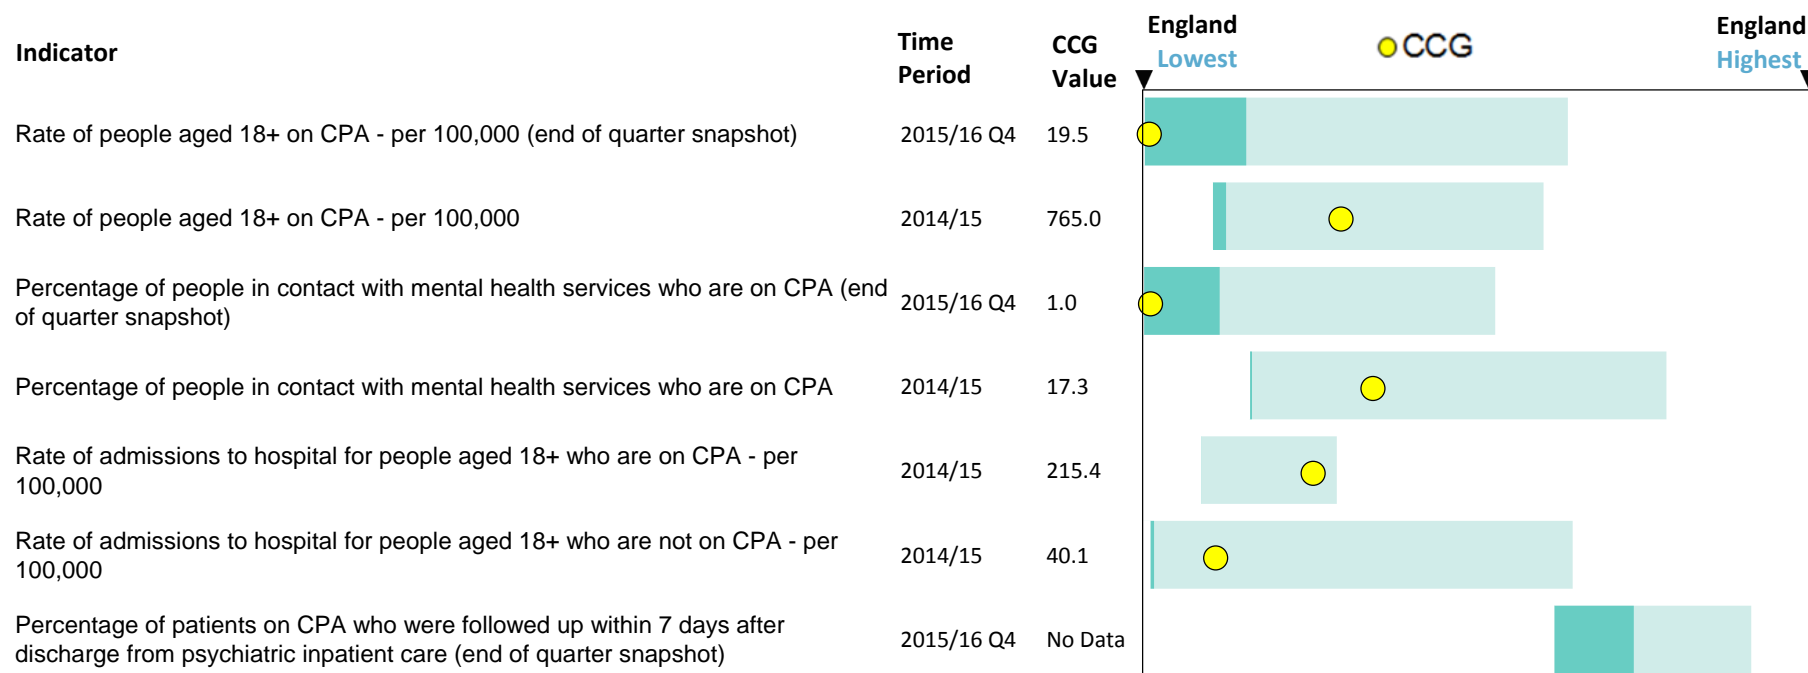 Indicator
Time Period
CCG Value
England Lowest
CCG
England Highest
Rate of people aged 18+ on CPA - per 100,000 (end of quarter snapshot) 2015/16 Q4 19.5
Rate of people aged 18+ on CPA - per 100,000 2014/15 765.0
Percentage of people in contact with mental health services who are on CPA (end
of quarter snapshot) 2015/16 Q4 1.0
Percentage of people in contact with mental health services who are on CPA 2014/15 17.3
Rate of admissions to hospital for people aged 18+ who are on CPA - per
100,000 2014/15 215.4
Rate of admissions to hospital for people aged 18+ who are not on CPA - per
100,000 2014/15 40.1
Percentage of patients on CPA who were followed up within 7 days after
discharge from psychiatric inpatient care (end of quarter snapshot) 2015/16 Q4 No Data